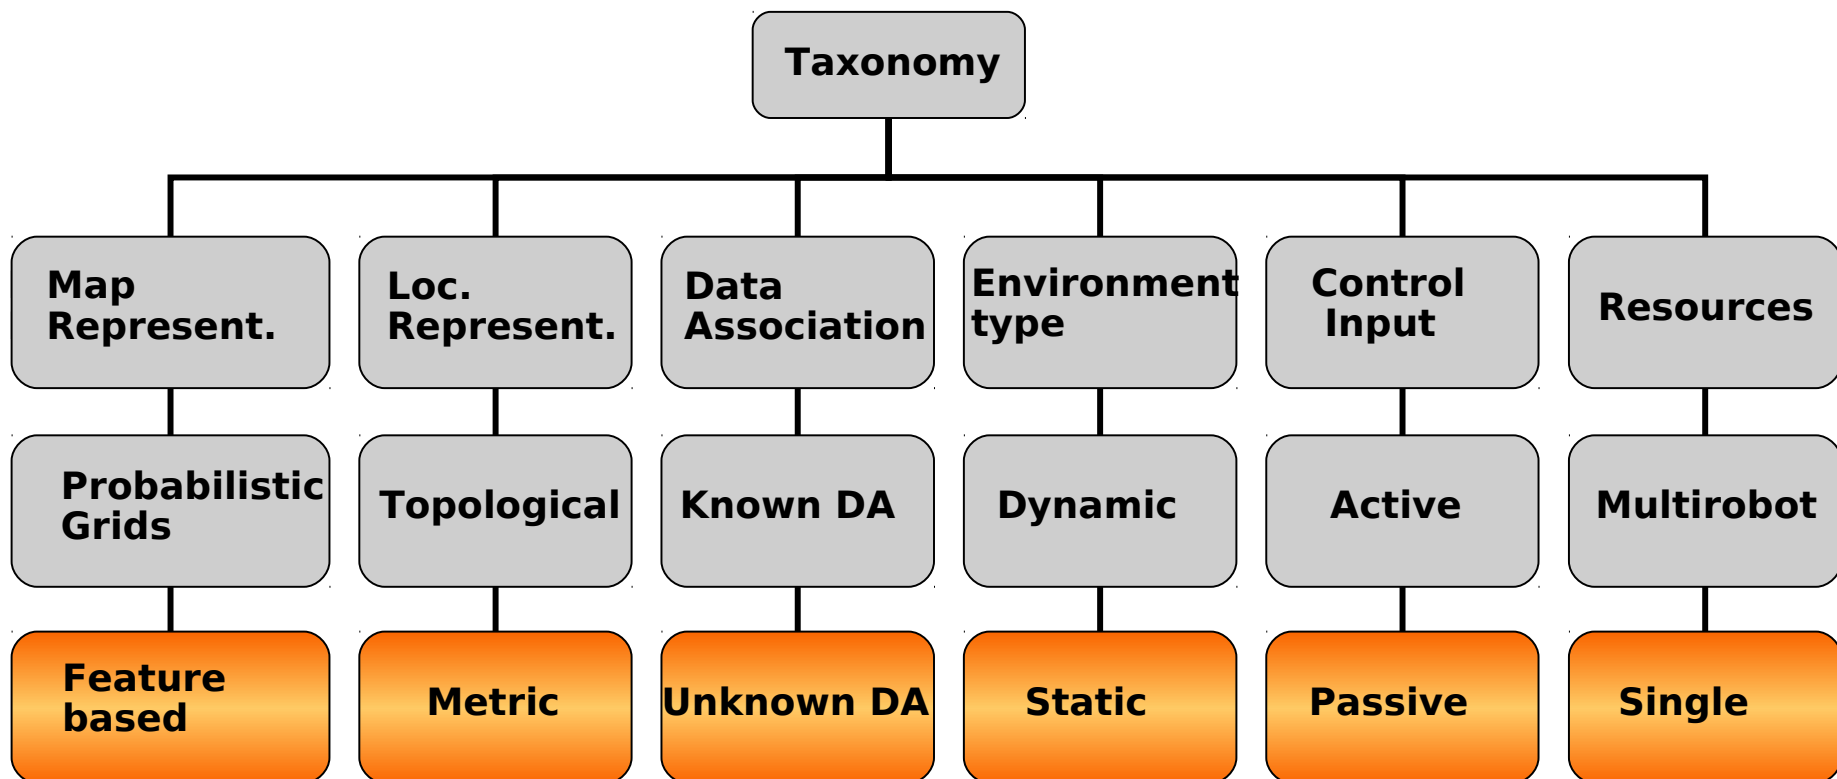 Taxonomy
Map
Represent.
Loc.
Represent.
Data
Association
Environment
type
Control
Input
Resources
Probabilistic
Grids
Topological
Known DA
Dynamic
Active
Multirobot
Feature
based
Metric
Unknown DA
Static
Passive
Single